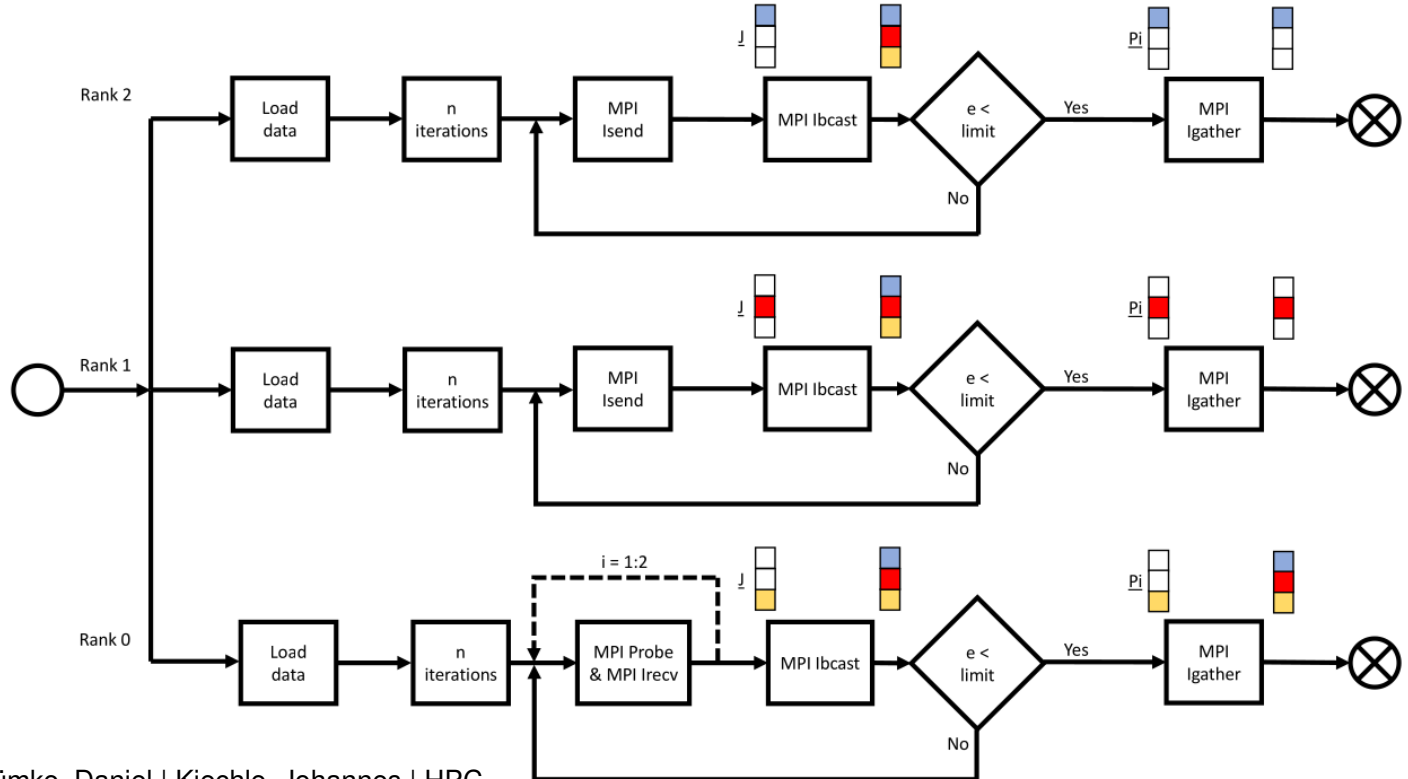 J
Pi
Rank 2
Load
data
n
iterations
MPI
Isend
MPI Ibcast
e <
limit
Yes
MPI
Igather
No
J
Pi
Rank 1
Load
data
n
iterations
MPI
Isend
MPI Ibcast
e <
limit
Yes
MPI
Igather
No
i = 1:2
J
Pi
Rank 0
Load
data
n
iterations
MPI Probe
& MPI Irecv
MPI Ibcast
e <
limit
Yes
MPI
Igather
No
Daniel | Kiechle, Johannes | HPC